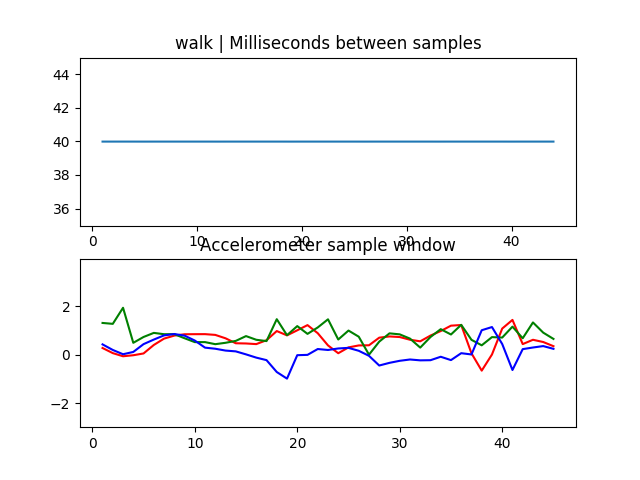 walk | Milliseconds between samples
44
42
40
38
36
0 10 20 30 40
Accelerometer sample window
2
0
−2
0 10 20 30 40